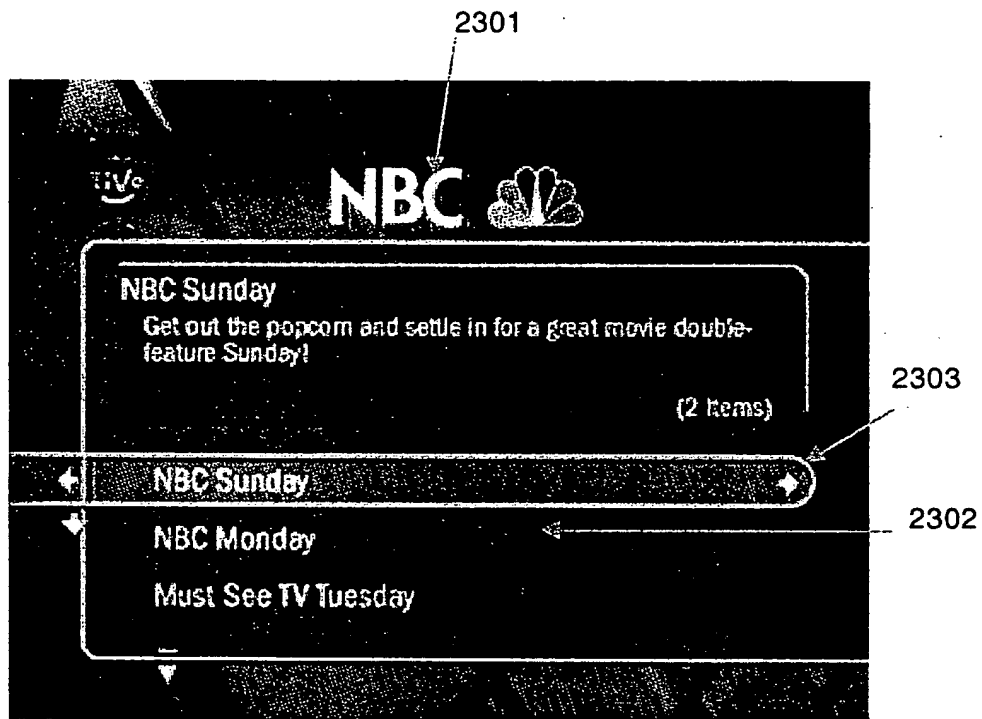 2301
TiVo
NBC
NBC Sunday
Get out the popcorn and settle in for a great movie double-
feature Sunday!
(2 Items)
2303
NBC Sunday
2302
NBC Monday
Must See TV Tuesday